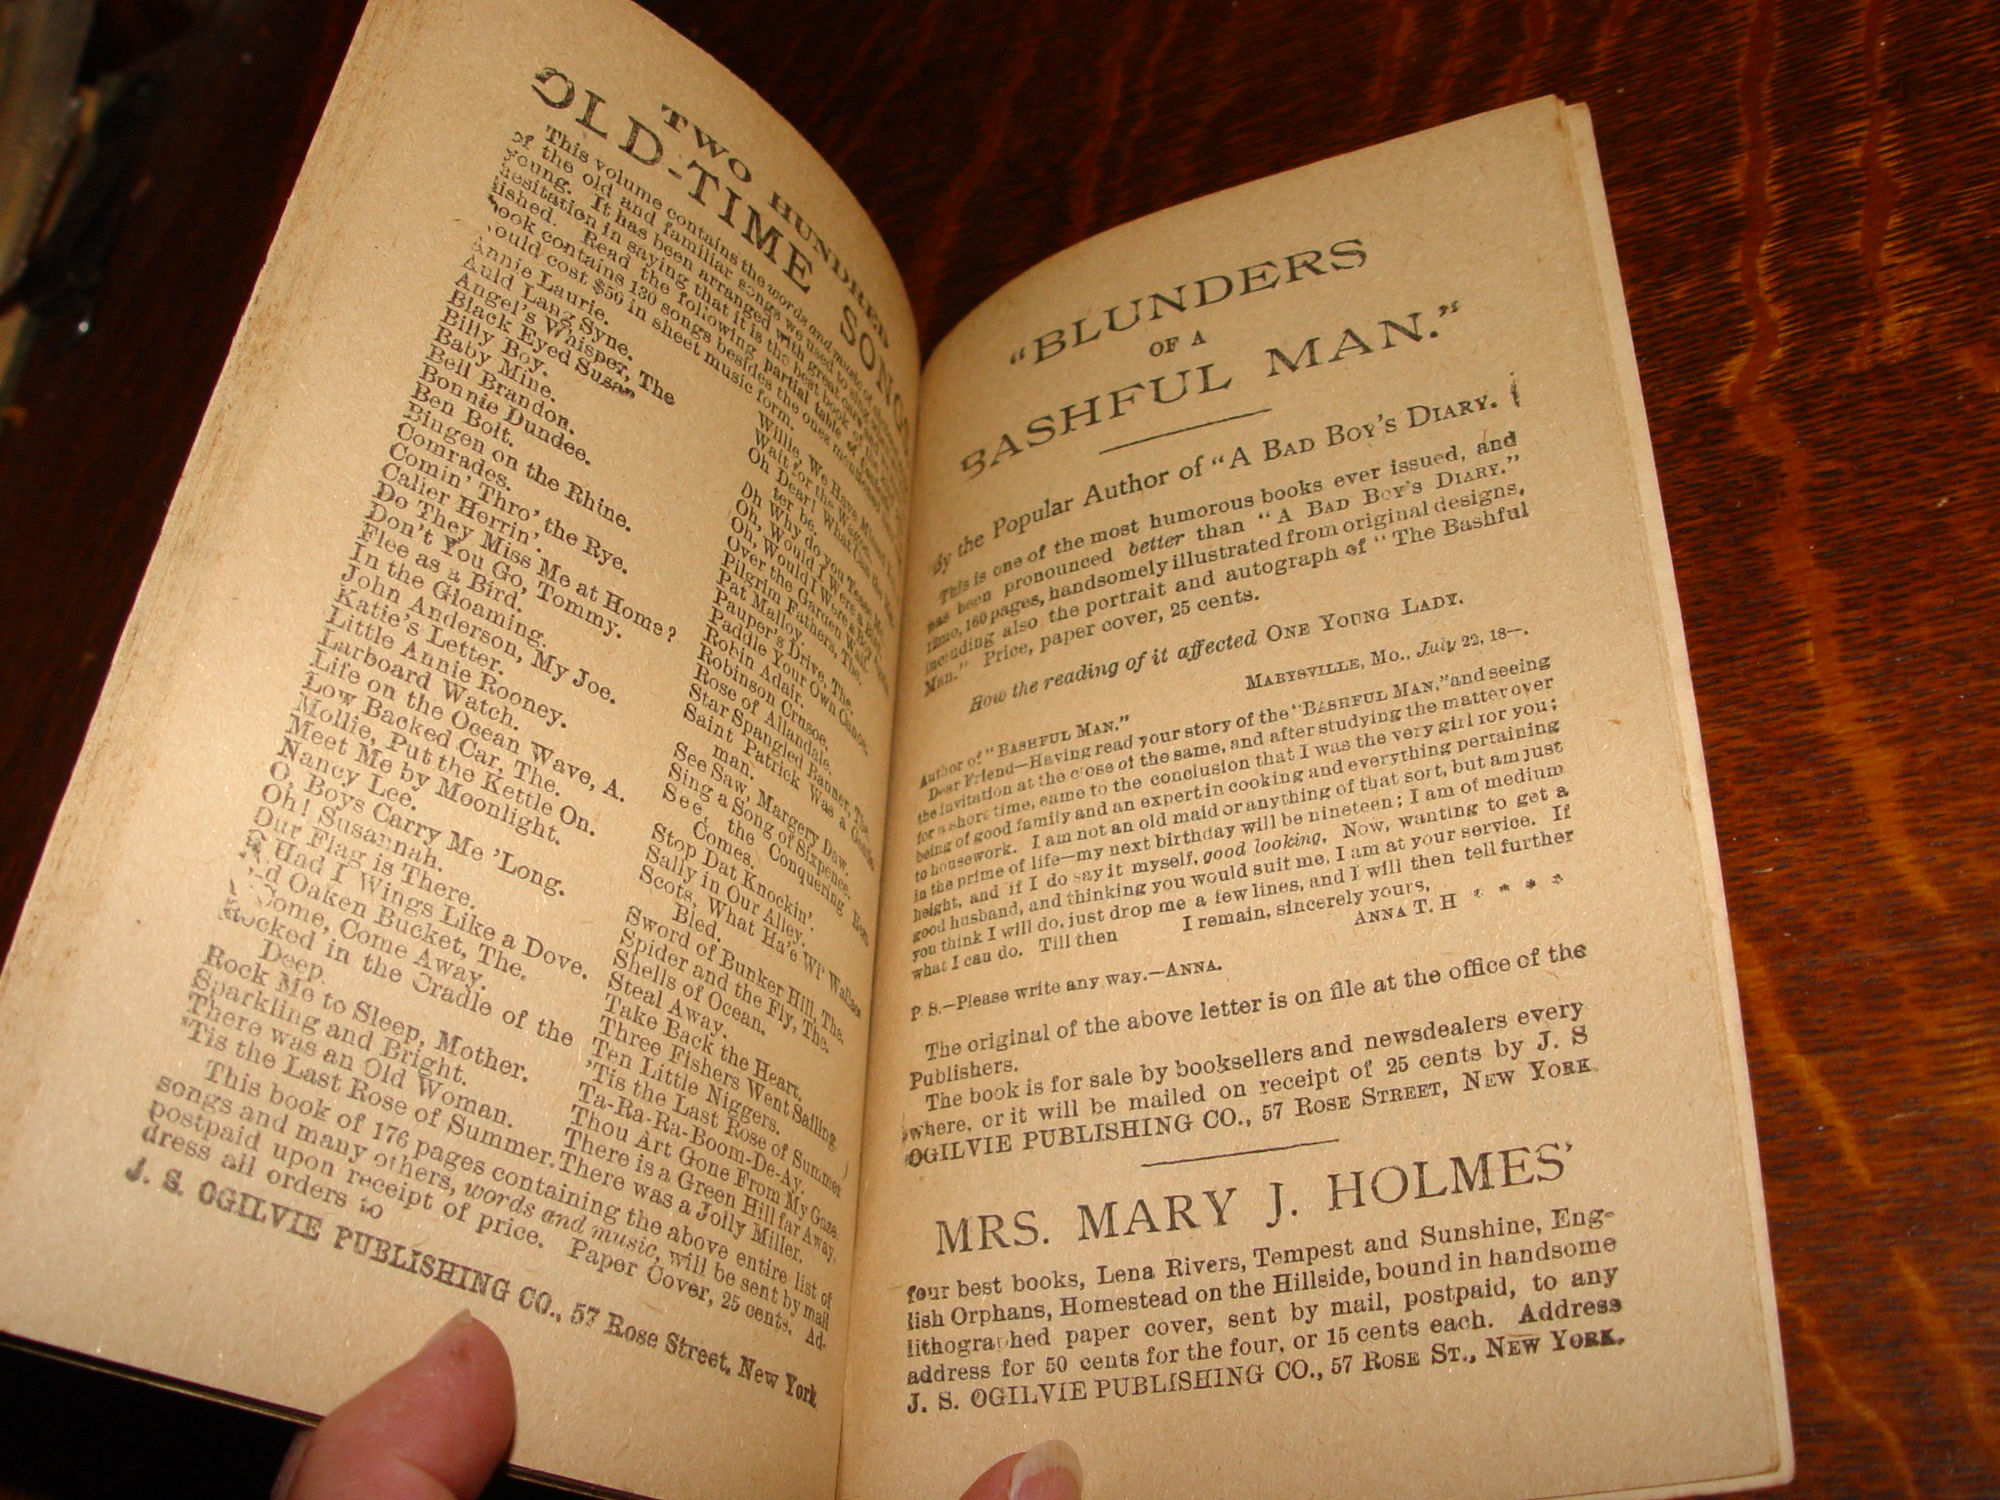 TWO HUNDRED
OLD-TIME SONGS
This volume contains the words and music of
of the old and familiar songs we used to sing
young. It has been arranged with great care and
hesitation in saying that it is the best book of the
lished. Read the following partial table of
book contains 130 songs besides the ones mentioned
would cost $50 in sheet music form.
Annie Laurie.
Auld Lang Syne.
Angel's Whisper, The
Black Eyed Susan
Billy Boy.
Baby Mine.
Bell Brandon.
Bonnie Dundee.
Ben Bolt.
Bingen on the Rhine.
Comrades.
Comin' Thro' the Rye.
Caller Herrin'.
Do They Miss Me at Home?
Don't You Go, Tommy.
Flee as a Bird.
In the Gloaming.
John Anderson, My Joe.
Katie's Letter.
Little Annie Rooney.
Larboard Watch.
Life on the Ocean Wave, A.
Low Backed Car, The.
Mollie, Put the Kettle On.
Meet Me by Moonlight.
Nancy Lee.
O, Boys Carry Me 'Long.
Oh! Susannah.
Our Flag is There.
Had I Wings Like a Dove.
Old Oaken Bucket, The.
Come, Come Away.
Rocked in the Cradle of the
Deep.
Rock Me to Sleep, Mother.
Sparkling and Bright.
There was an Old Woman.
'Tis the Last Rose of Summer.
Willie, We Have Missed
Wait for the Wagon.
Oh Dear! What Can the
ter be.
Oh Why do you Tease Me.
Oh, Would I Were a Bird.
Oh, Would I Were a Boy Again
Over the Garden Wall.
Pilgrim Fathers, The.
Pat Malloy.
Pauper's Drive, The.
Paddle Your Own Canoe.
Robin Adair.
Robinson Crusoe.
Rose of Allandale.
Star Spangled Banner, The.
Saint Patrick Was a Gentle
man.
See Saw, Margery Daw.
Sing a Song of Sixpence.
See, the Conquering Hero
Comes.
Stop Dat Knockin'.
Sally in Our Alley.
Scots, What Ha'e Wi' Wallace
Bled.
Sword of Bunker Hill, The.
Spider and the Fly, The.
Shells of Ocean.
Steal Away.
Take Back the Heart.
Three Fishers Went Sailing
Ten Little Niggers.
'Tis the Last Rose of Summer
Ta-Ra-Ra-Boom-De-Ay.
Thou Art Gone From My Gaze.
There is a Green Hill far Away.
There was a Jolly Miller.
This book of 176 pages containing the above entire list of
songs and many others, words and music, will be sent by mail
postpaid upon receipt of price. Paper Cover, 25 cents. Ad-
dress all orders to
J. S. OGILVIE PUBLISHING CO., 57 Rose Street, New York
"BLUNDERS
OF A
BASHFUL MAN."
By the Popular Author of "A BAD BOY'S DIARY.
This is one of the most humorous books ever issued, and
has been pronounced better than "A BAD BOY'S DIARY."
12mo, 160 pages, handsomely illustrated from original designs,
including also the portrait and autograph of "The Bashful
Man." Price, paper cover, 25 cents.
How the reading of it affected ONE YOUNG LADY.
MARYSVILLE, MO., July 22, 18—.
Author of "BASHFUL MAN."
Dear Friend—Having read your story of the "BASHFUL MAN," and seeing
the invitation at the close of the same, and after studying the matter over
for a short time, came to the conclusion that I was the very girl for you;
being of good family and an expert in cooking and everything pertaining
to housework. I am not an old maid or anything of that sort, but am just
in the prime of life—my next birthday will be nineteen; I am of medium
height, and if I do say it myself, good looking. Now, wanting to get a
good husband, and thinking you would suit me, I am at your service. If
you think I will do, just drop me a few lines, and I will then tell further
what I can do. Till then I remain, sincerely yours,
ANNA T. H * * * *
P. S.—Please write any way.—ANNA.
The original of the above letter is on file at the office of the
Publishers.
The book is for sale by booksellers and newsdealers every
where, or it will be mailed on receipt of 25 cents by J. S
OGILVIE PUBLISHING CO., 57 ROSE STREET, NEW YORK.
MRS. MARY J. HOLMES'
four best books, Lena Rivers, Tempest and Sunshine, Eng-
lish Orphans, Homestead on the Hillside, bound in handsome
lithographed paper cover, sent by mail, postpaid, to any
address for 50 cents for the four, or 15 cents each. Address
J. S. OGILVIE PUBLISHING CO., 57 ROSE ST., NEW YORK.